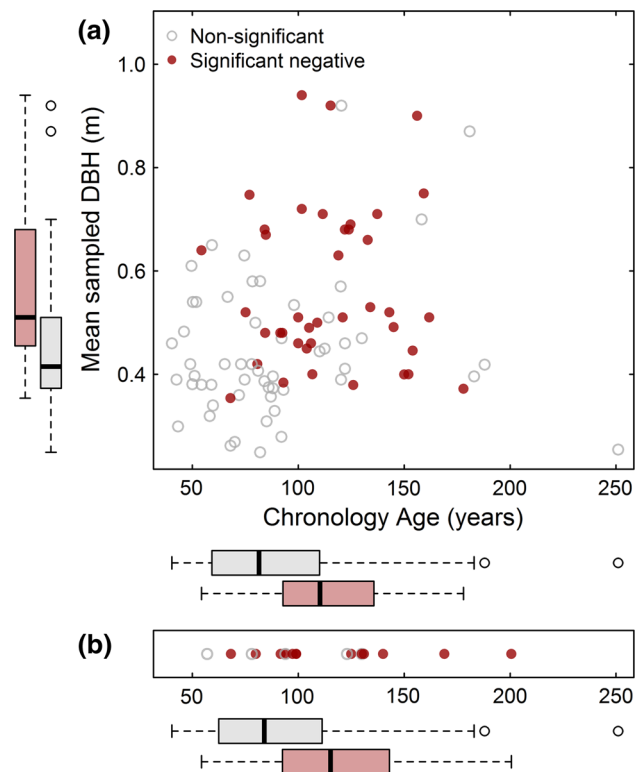 (a)
Non-significant
Significant negative
Mean sampled DBH (m)
1.0
0.8
0.6
0.4
50 100 150 200 250
Chronology Age (years)
(b)
50 100 150 200 250